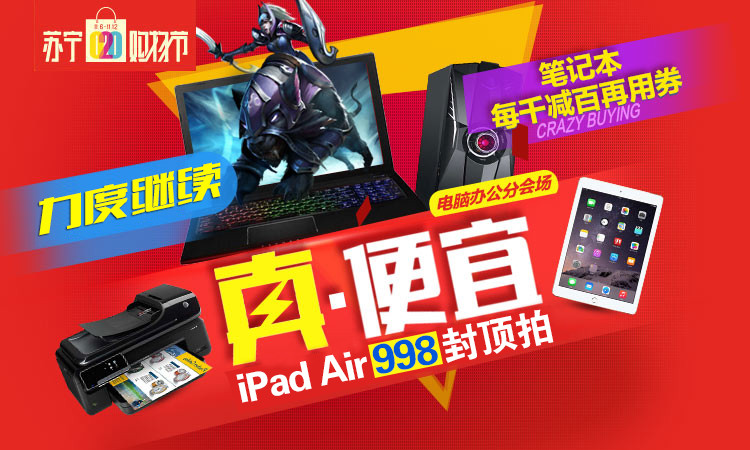 苏宁 O2O 购物节
11.8-11.12
笔记本
每千减百再用券
CRAZY BUYING
力度继续
电脑办公分会场
真·便宜
iPad Air 998 封顶拍